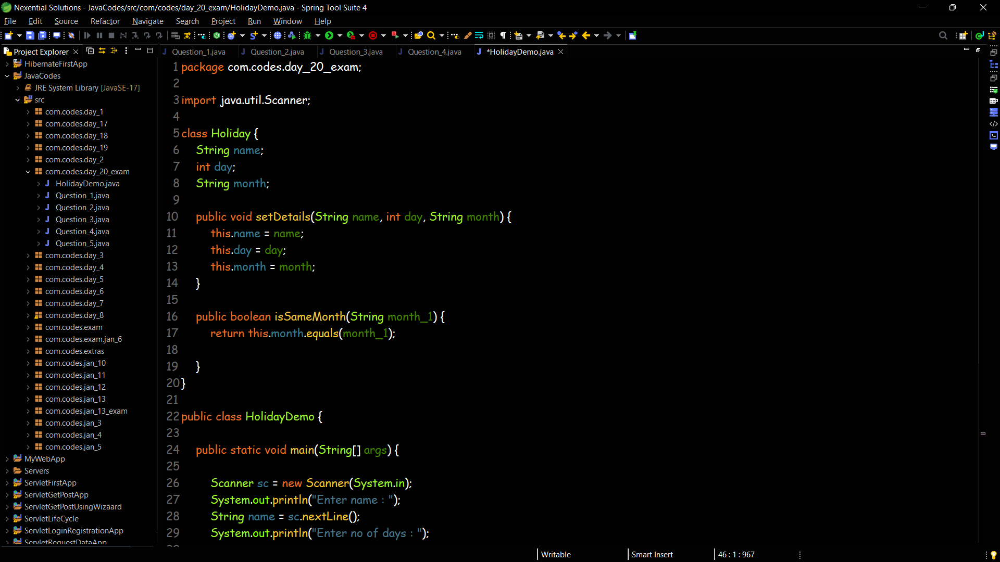 Nexential Solutions - JavaCodes/src/com/codes/day_20_exam/HolidayDemo.java - Spring Tool Suite 4
File Edit Source Refactor Navigate Search Project Run Window Help
Project Explorer
HibernateFirstApp
JavaCodes
JRE System Library [JavaSE-17]
src
com.codes.day_1
com.codes.day_17
com.codes.day_18
com.codes.day_19
com.codes.day_2
com.codes.day_20_exam
HolidayDemo.java
Question_1.java
Question_2.java
Question_3.java
Question_4.java
Question_5.java
com.codes.day_3
com.codes.day_4
com.codes.day_5
com.codes.day_6
com.codes.day_7
com.codes.day_8
com.codes.exam
com.codes.exam.jan_6
com.codes.extras
com.codes.jan_10
com.codes.jan_11
com.codes.jan_12
com.codes.jan_13
com.codes.jan_13_exam
com.codes.jan_3
com.codes.jan_4
com.codes.jan_5
MyWebApp
Servers
ServletFirstApp
ServletGetPostApp
ServletGetPostUsingWizaard
ServletLifeCycle
ServletLoginRegistrationApp
ServletRequestDataApp
Question_1.java Question_2.java Question_3.java Question_4.java *HolidayDemo.java
1 package com.codes.day_20_exam;
2
3 import java.util.Scanner;
4
5 class Holiday {
6 String name;
7 int day;
8 String month;
9
10 public void setDetails(String name, int day, String month) {
11 this.name = name;
12 this.day = day;
13 this.month = month;
14 }
15
16 public boolean isSameMonth(String month_1) {
17 return this.month.equals(month_1);
18
19 }
20 }
21
22 public class HolidayDemo {
23
24 public static void main(String[] args) {
25
26 Scanner sc = new Scanner(System.in);
27 System.out.println("Enter name : ");
28 String name = sc.nextLine();
29 System.out.println("Enter no of days : ");
Writable Smart Insert 46 : 1 : 967